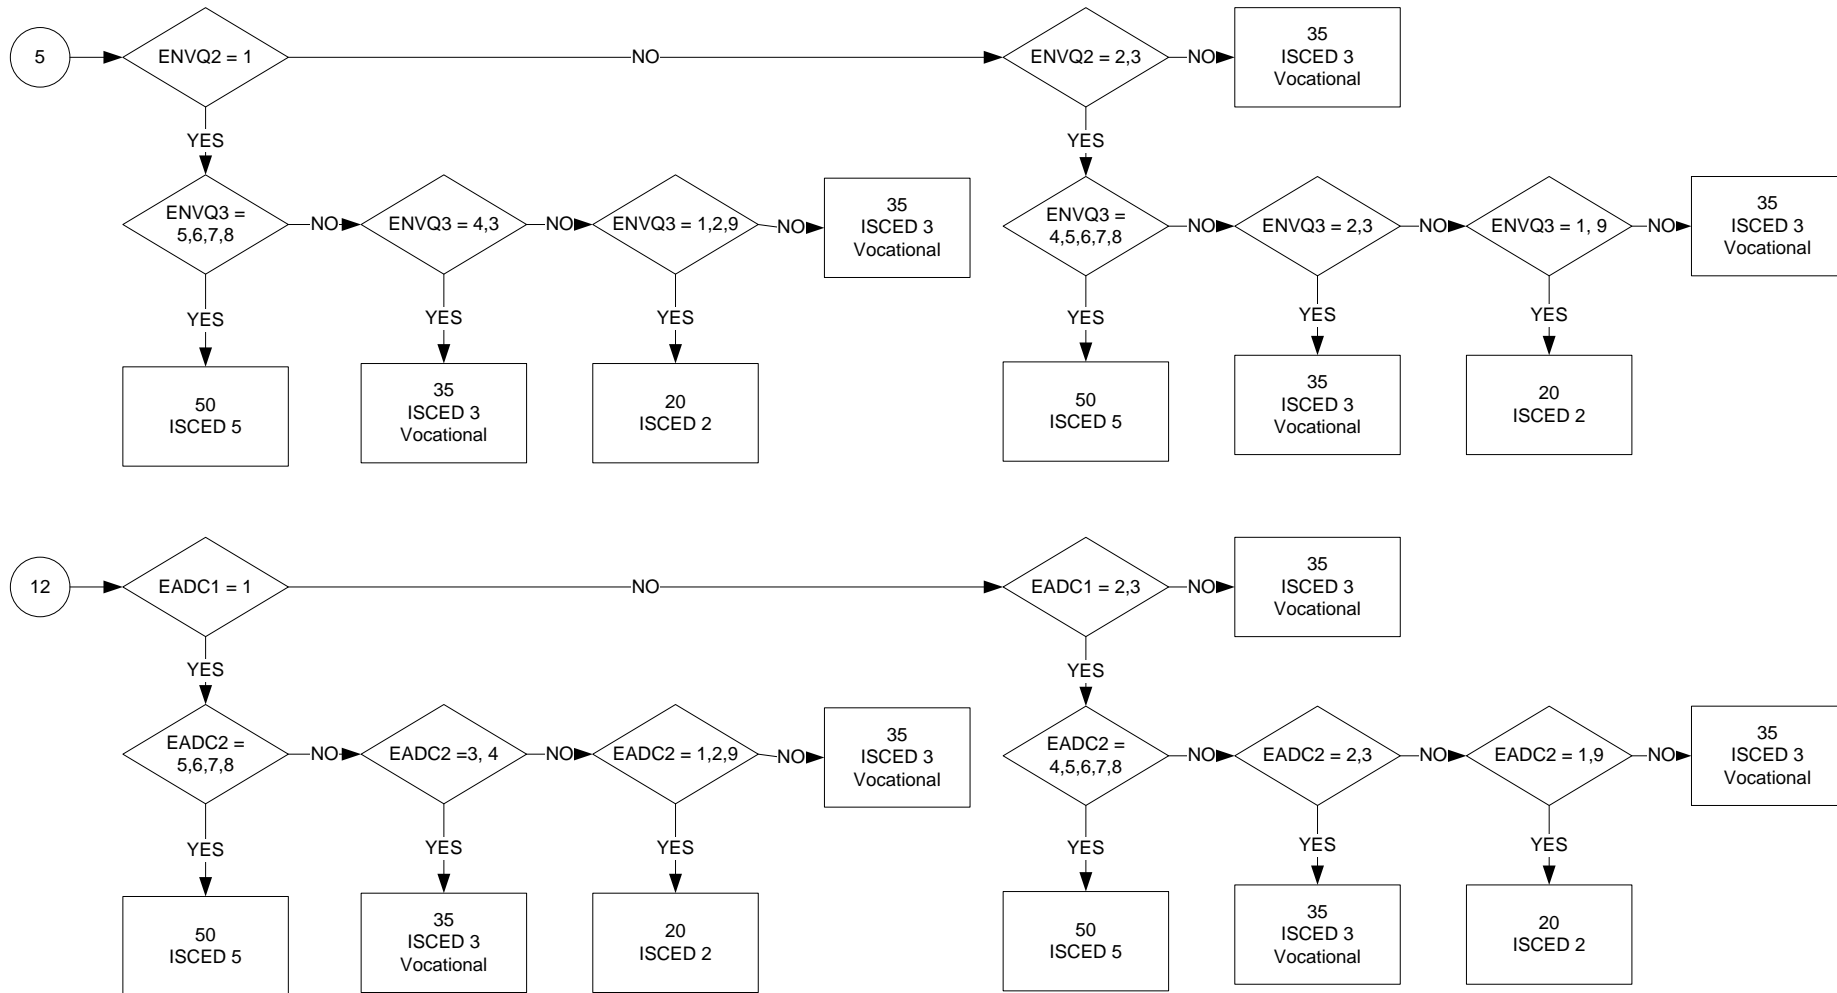 5
ENVQ2 = 1
NO
ENVQ2 = 2,3
NO
35
ISCED 3
Vocational
YES
YES
ENVQ3 =
5,6,7,8
NO
ENVQ3 = 4,3
NO
ENVQ3 = 1,2,9
NO
35
ISCED 3
Vocational
ENVQ3 =
4,5,6,7,8
NO
ENVQ3 = 2,3
NO
ENVQ3 = 1, 9
NO
35
ISCED 3
Vocational
YES
YES
YES
YES
YES
YES
50
ISCED 5
35
ISCED 3
Vocational
20
ISCED 2
50
ISCED 5
35
ISCED 3
Vocational
20
ISCED 2
12
EADC1 = 1
NO
EADC1 = 2,3
NO
35
ISCED 3
Vocational
YES
YES
EADC2 =
5,6,7,8
NO
EADC2 =3, 4
NO
EADC2 = 1,2,9
NO
35
ISCED 3
Vocational
EADC2 =
4,5,6,7,8
NO
EADC2 = 2,3
NO
EADC2 = 1,9
NO
35
ISCED 3
Vocational
YES
YES
YES
YES
YES
YES
50
ISCED 5
35
ISCED 3
Vocational
20
ISCED 2
50
ISCED 5
35
ISCED 3
Vocational
20
ISCED 2